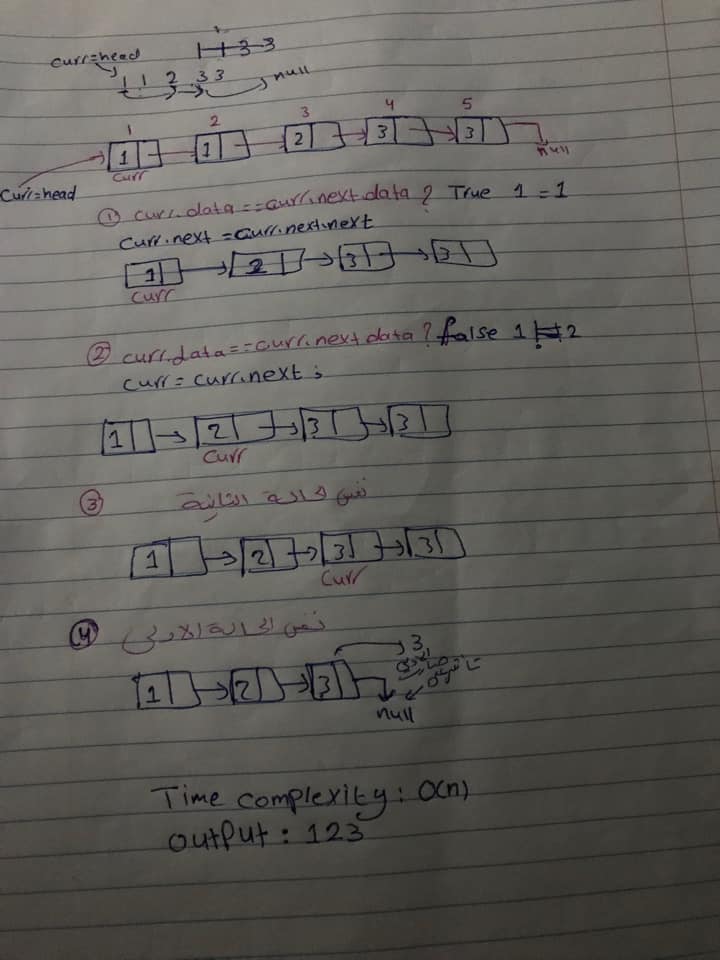 1 1 3 3
curr=head
1 1 2 3 3 null
1 2 3 4 5
1 1 2 3 3
curr null
curr=head
① curr.data==curr.next.data? True 1=1
curr.next=curr.next.next
1 2 3 3
curr
② curr.data==curr.next.data? false 1!=2
curr=curr.next;
1 2 3 3
curr
③ نفس الحالة الثانية
1 2 3 3
curr
④ نفس الحالة الاولى
3
1 2 3
null
Time complexity: O(n)
output: 123